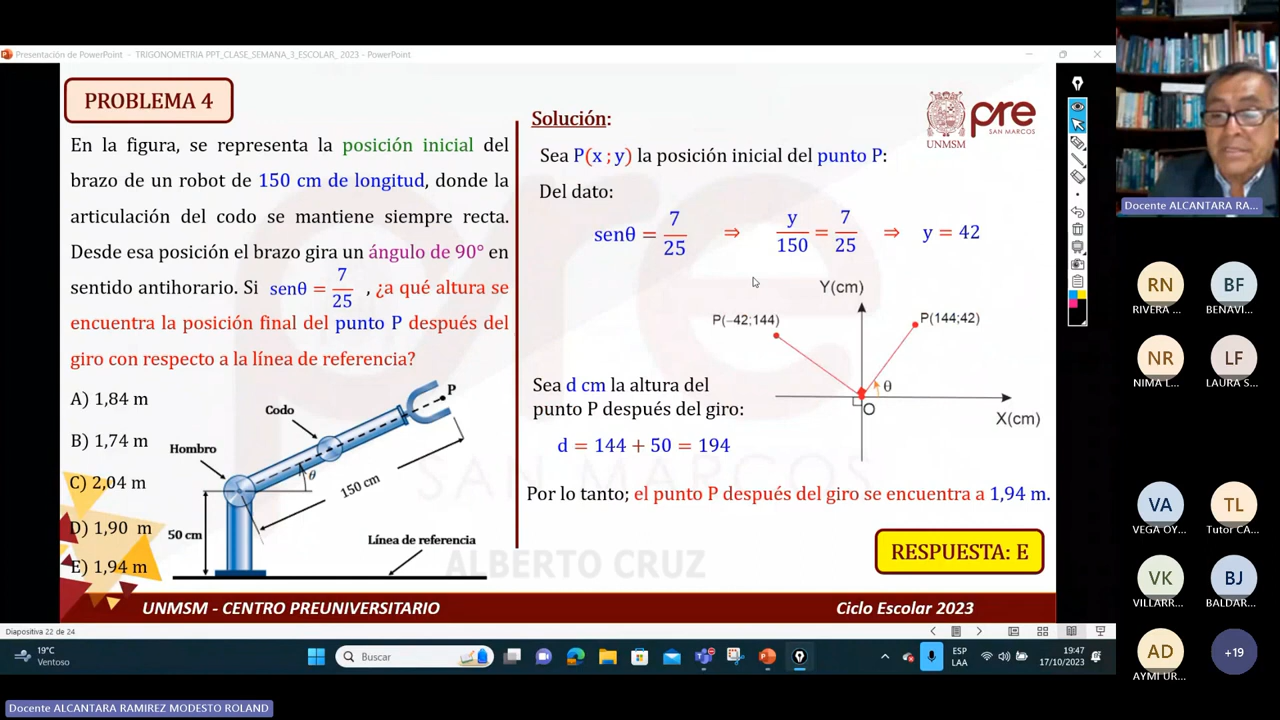 Presentación de PowerPoint - TRIGONOMETRIA PPT_CLASE_SEMANA_3_ESCOLAR_ 2023 - PowerPoint
PROBLEMA 4
En la figura, se representa la posición inicial del
brazo de un robot de 150 cm de longitud, donde la
articulación del codo se mantiene siempre recta.
Desde esa posición el brazo gira un ángulo de 90° en
sentido antihorario. Si senθ = 7/25 , ¿a qué altura se
encuentra la posición final del punto P después del
giro con respecto a la línea de referencia?
A) 1,84 m
B) 1,74 m
C) 2,04 m
D) 1,90 m
E) 1,94 m
P
Codo
Hombro
θ
150 cm
50 cm
Línea de referencia
Solución:
UNMSM
pre
SAN MARCOS
Sea P(x ; y) la posición inicial del punto P:
Del dato:
senθ = 7/25 ⇒ y/150 = 7/25 ⇒ y = 42
Y(cm)
P(−42;144)
P(144;42)
θ
O
X(cm)
Sea d cm la altura del
punto P después del giro:
d = 144 + 50 = 194
SAN MARCOS
Por lo tanto; el punto P después del giro se encuentra a 1,94 m.
RESPUESTA: E
ALBERTO CRUZ
UNMSM - CENTRO PREUNIVERSITARIO
Ciclo Escolar 2023
Diapositiva 22 de 24
19°C
Ventoso
Buscar
ESP
LAA
19:47
17/10/2023
Docente ALCANTARA RAMIREZ MODESTO ROLAND
Docente ALCANTARA RA...
RN
RIVERA ...
BF
BENAVI...
NR
NIMA L...
LF
LAURA S...
VA
VEGA OY...
TL
Tutor CA...
VK
VILLARR...
BJ
BALDAR...
AD
AYMI UR...
+19